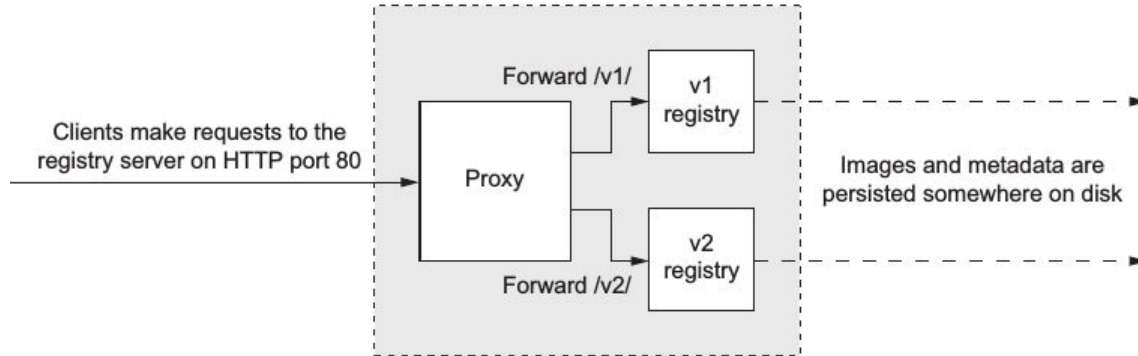 Clients make requests to the
registry server on HTTP port 80
Proxy
Forward /v1/
v1
registry
Forward /v2/
v2
registry
Images and metadata are
persisted somewhere on disk